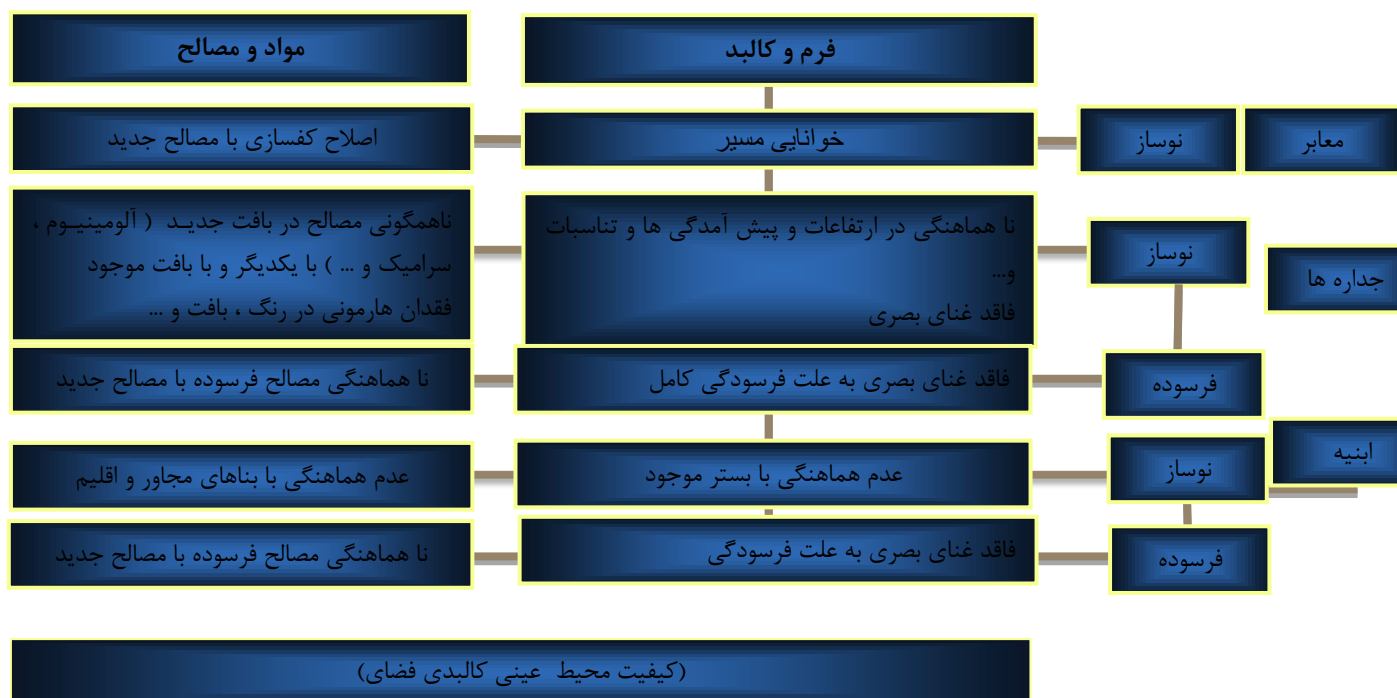 فرم و کالبد
مواد و مصالح
معابر
نوساز
خوانایی مسیر
اصلاح کفسازی با مصالح جدید
جداره ها
نوساز
نا هماهنگی در ارتفاعات و پیش آمدگی ها و تناسبات
و...
فاقد غنای بصری
ناهمگونی مصالح در بافت جدید ( آلومینیوم ،
سرامیک و ... ) با یکدیگر و با بافت موجود
فقدان هارمونی در رنگ ، بافت و ...
فرسوده
فاقد غنای بصری به علت فرسودگی کامل
نا هماهنگی مصالح فرسوده با مصالح جدید
ابنیه
نوساز
عدم هماهنگی با بستر موجود
عدم هماهنگی با بناهای مجاور و اقلیم
فرسوده
فاقد غنای بصری به علت فرسودگی
نا هماهنگی مصالح فرسوده با مصالح جدید
(کیفیت محیط عینی کالبدی فضای)